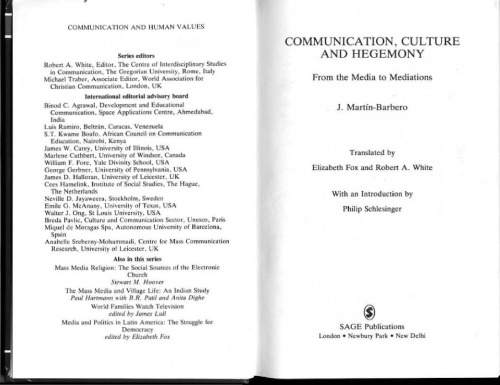 COMMUNICATION AND HUMAN VALUES
Series editors
Robert A. White, Editor, The Centre of Interdisciplinary Studies
in Communication, The Gregorian University, Rome, Italy
Michael Traber, Associate Editor, World Association for
Christian Communication, London, UK
International editorial advisory board
Binod C. Agrawal, Development and Educational
Communication, Space Applications Centre, Ahmedabad,
India
Luis Ramiro, Beltrán, Caracas, Venezuela
S.T. Kwame Boafo, African Council on Communication
Education, Nairobi, Kenya
James W. Carey, University of Illinois, USA
Marlene Cuthbert, University of Windsor, Canada
William F. Fore, Yale Divinity School, USA
George Gerbner, University of Pennsylvania, USA
James D. Halloran, University of Leicester, UK
Cees Hamelink, Institute of Social Studies, The Hague,
The Netherlands
Neville D. Jayaweera, Stockholm, Sweden
Emile G. McAnany, University of Texas, USA
Walter J. Ong, St Louis University, USA
Breda Pavlic, Culture and Communication Sector, Unesco, Paris
Miquel de Moragas Spa, Autonomous University of Barcelona,
Spain
Anabelle Sreberny-Mohammadi, Centre for Mass Communication
Research, University of Leicester, UK
Also in this series
Mass Media Religion: The Social Sources of the Electronic
Church
Stewart M. Hoover
The Mass Media and Village Life: An Indian Study
Paul Hartmann with B.R. Patil and Anita Dighe
World Families Watch Television
edited by James Lull
Media and Politics in Latin America: The Struggle for
Democracy
edited by Elizabeth Fox
COMMUNICATION, CULTURE
AND HEGEMONY
From the Media to Mediations
J. Martín-Barbero
Translated by
Elizabeth Fox and Robert A. White
With an Introduction by
Philip Schlesinger
SAGE Publications
London • Newbury Park • New Delhi